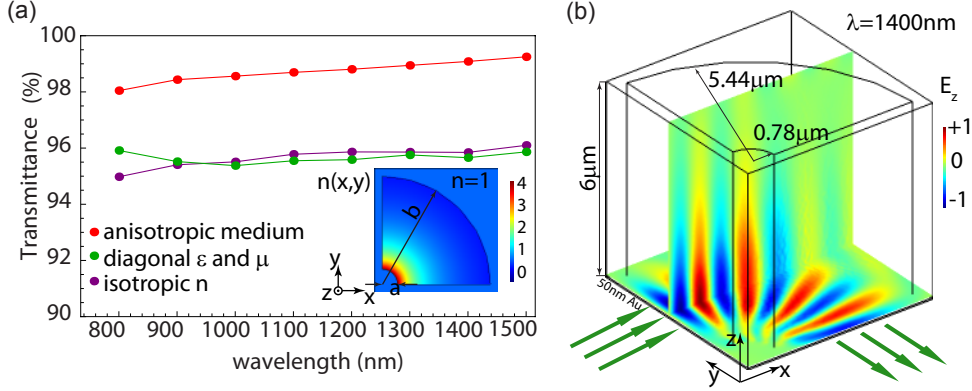 (a)
100
98
96
94
92
90
Transmittance (%)
800 900 1000 1100 1200 1300 1400 1500
wavelength (nm)
anisotropic medium
diagonal ε and μ
isotropic n
n(x,y)
n=1
b
a
4
3
2
1
0
y
z
x
(b)
λ=1400nm
5.44μm
0.78μm
6μm
50nm Au
E_z
+1
0
-1
z
y
x